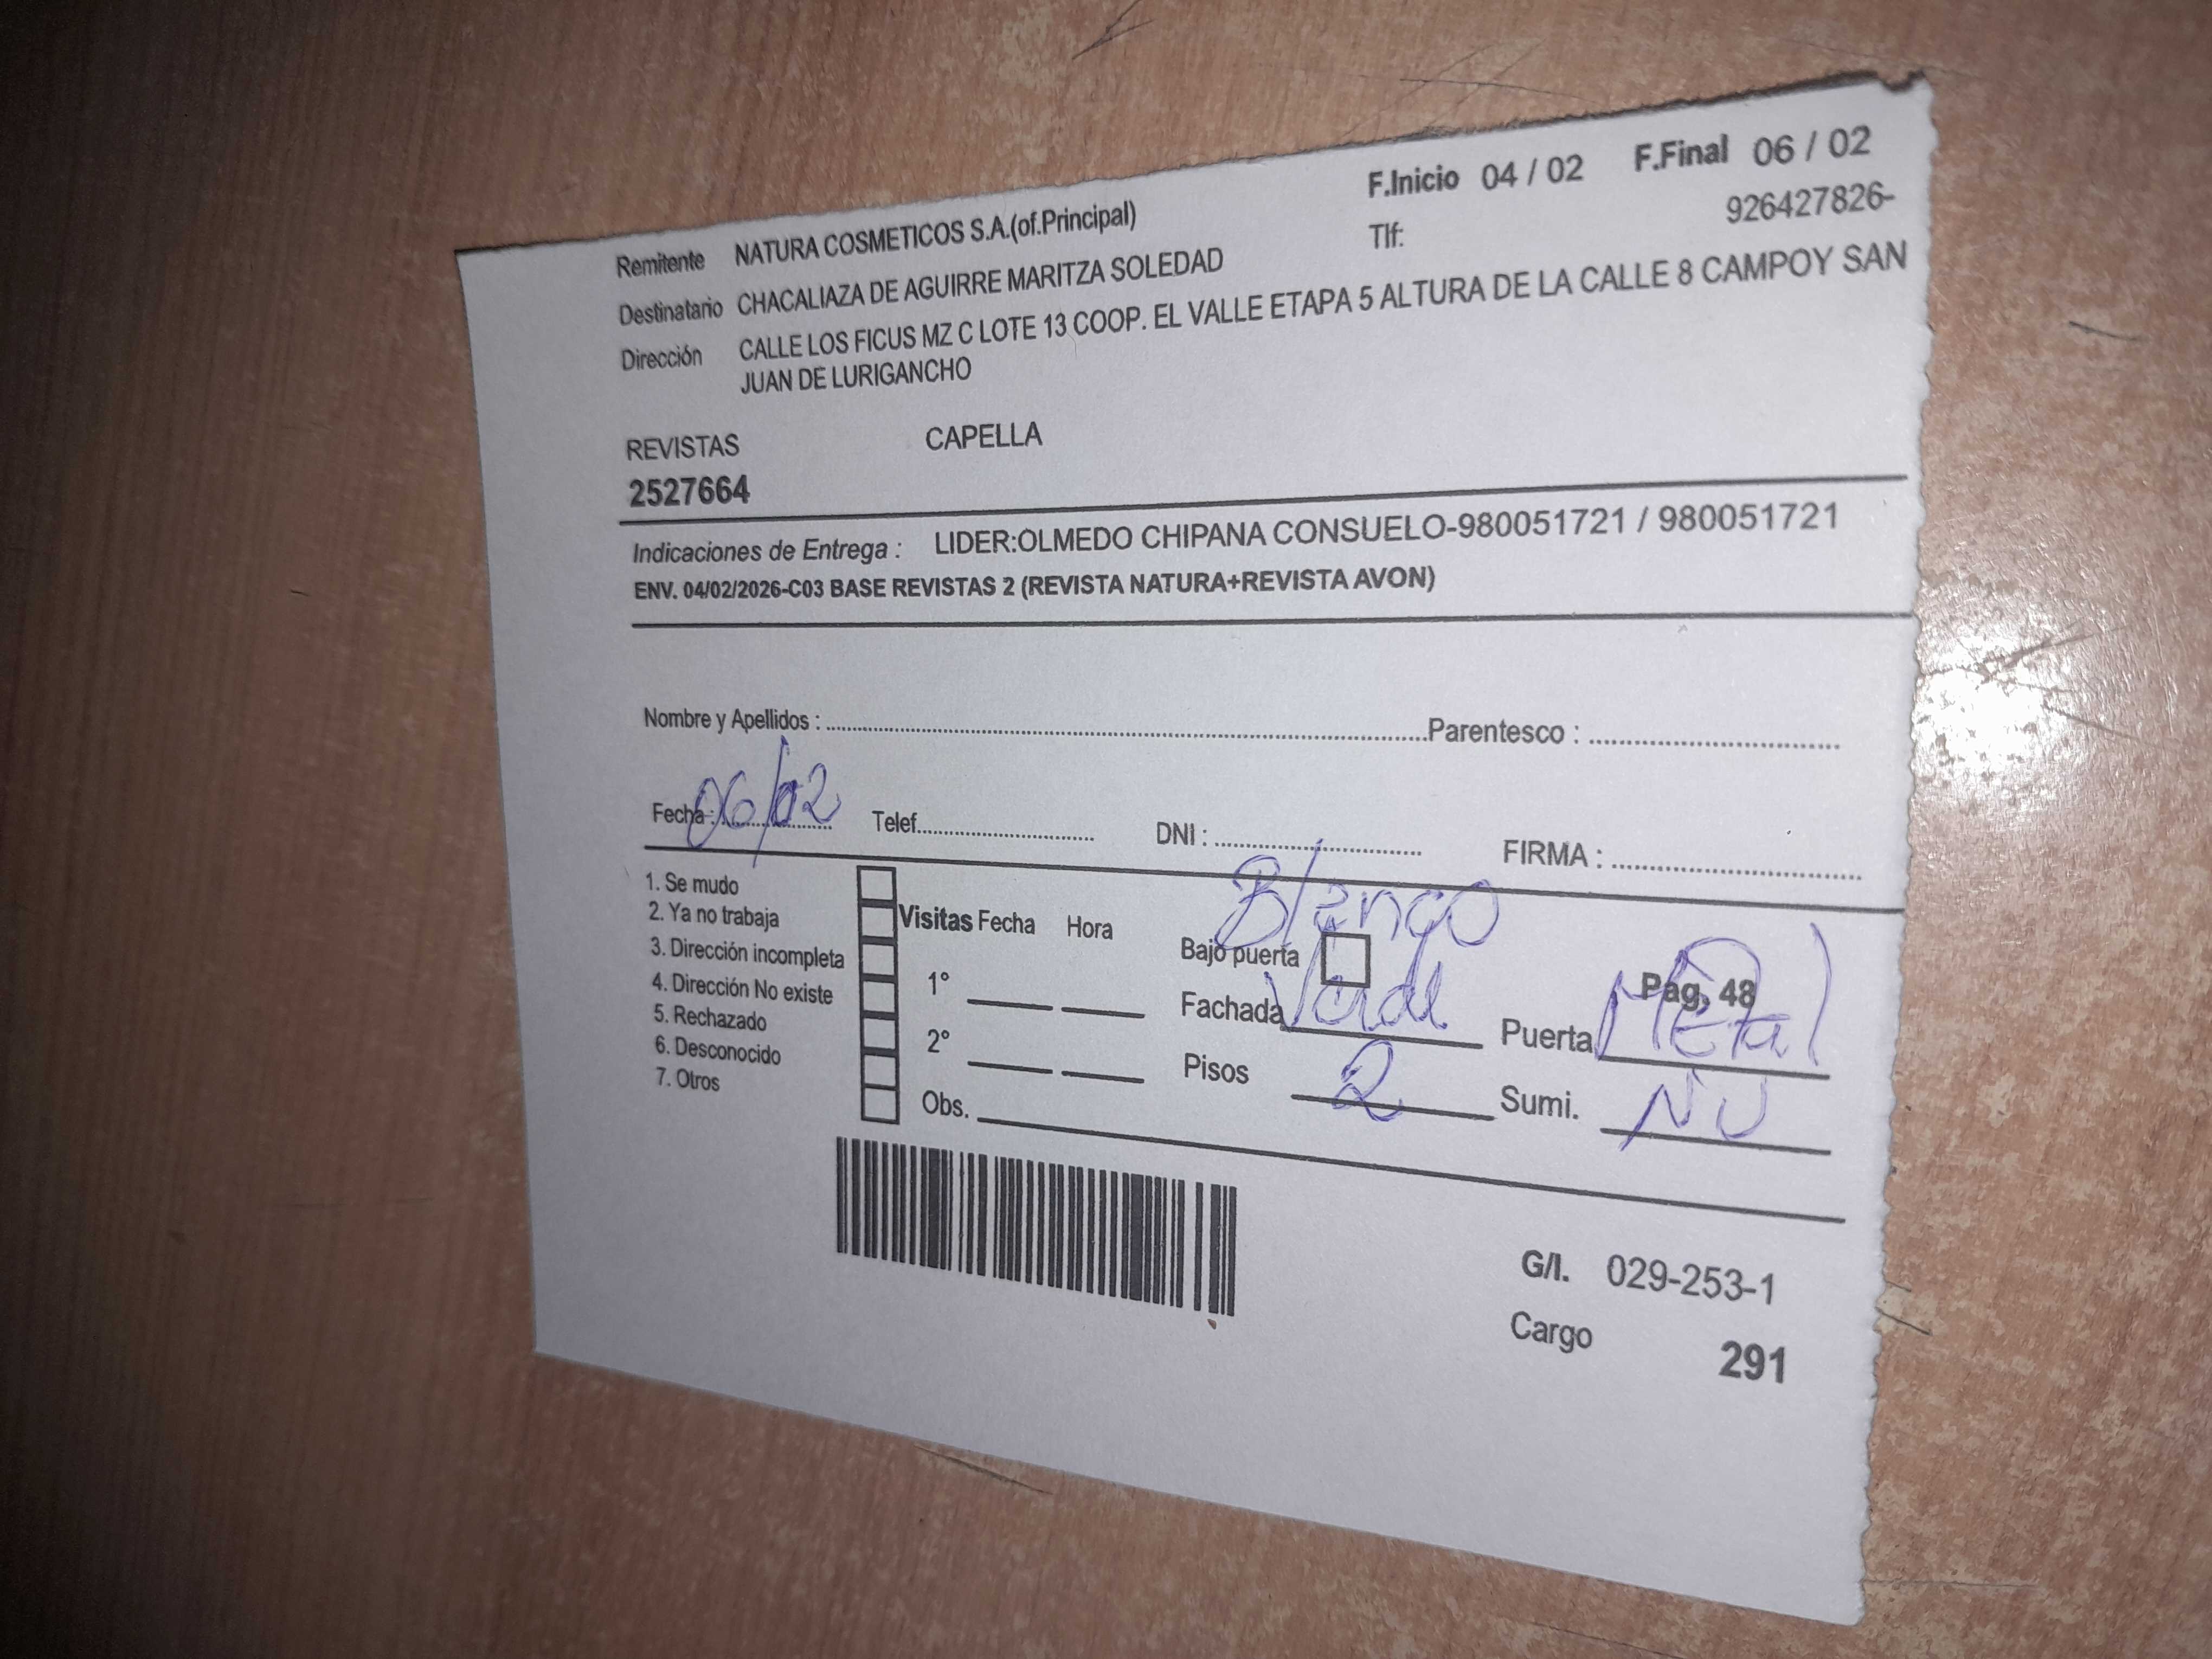 F.Inicio 04 / 02 F.Final 06 / 02
Remitente NATURA COSMETICOS S.A.(of.Principal) Tlf: 926427826-
Destinatario CHACALIAZA DE AGUIRRE MARITZA SOLEDAD
Dirección CALLE LOS FICUS MZ C LOTE 13 COOP. EL VALLE ETAPA 5 ALTURA DE LA CALLE 8 CAMPOY SAN
JUAN DE LURIGANCHO
REVISTAS CAPELLA
2527664
Indicaciones de Entrega : LIDER:OLMEDO CHIPANA CONSUELO-980051721 / 980051721
ENV. 04/02/2026-C03 BASE REVISTAS 2 (REVISTA NATURA+REVISTA AVON)
Nombre y Apellidos : Parentesco :
Fecha : 06/02 Telef. DNI : FIRMA :
1. Se mudo
2. Ya no trabaja
3. Dirección incompleta
4. Dirección No existe
5. Rechazado
6. Desconocido
7. Otros
Visitas Fecha Hora
1°
2°
Obs.
Blanco
Bajo puerta Pag. 48
Fachada Verde Puerta Metal
Pisos 2 Sumi. NU
G/I. 029-253-1
Cargo 291